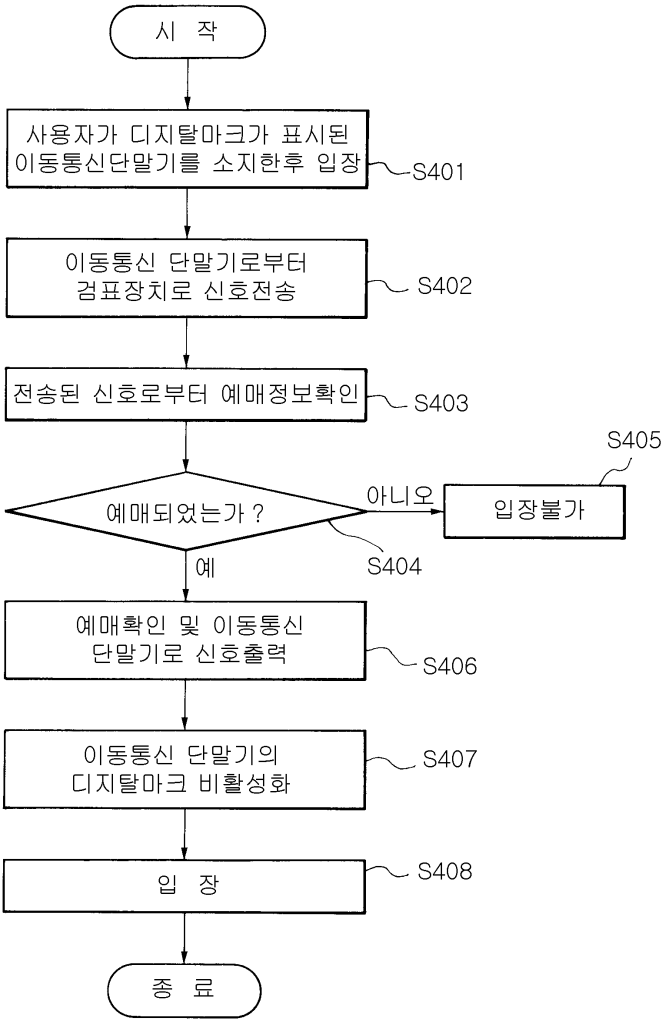 시 작
사용자가 디지탈마크가 표시된
이동통신단말기를 소지한후 입장
S401
이동통신 단말기로부터
검표장치로 신호전송
S402
전송된 신호로부터 예매정보확인
S403
예매되었는가 ?
S404
아니오
입장불가
S405
예
예매확인 및 이동통신
단말기로 신호출력
S406
이동통신 단말기의
디지탈마크 비활성화
S407
입 장
S408
종 료